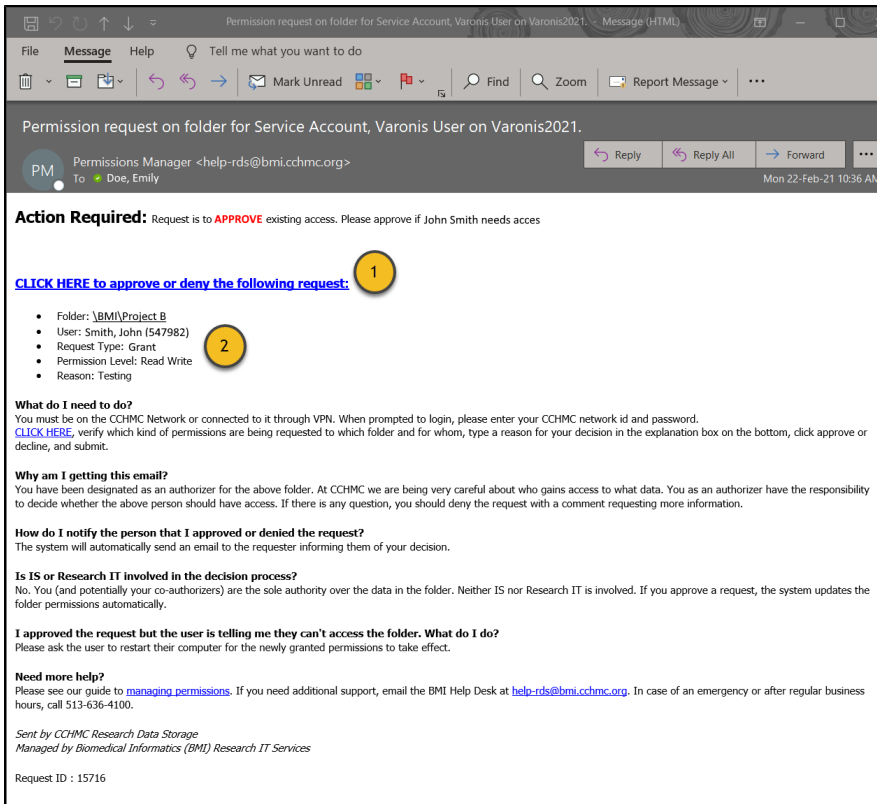 Permission request on folder for Service Account, Varonis User on Varonis2021. - Message (HTML)
File Message Help Tell me what you want to do
Mark Unread Find Zoom Report Message
Permission request on folder for Service Account, Varonis User on Varonis2021.
PM
Permissions Manager <help-rds@bmi.cchmc.org>
To Doe, Emily
Reply Reply All Forward
Mon 22-Feb-21 10:36 AM
Action Required: Request is to APPROVE existing access. Please approve if John Smith needs acces
CLICK HERE to approve or deny the following request:
1
• Folder: \BMI\Project B
• User: Smith, John (547982)
• Request Type: Grant
• Permission Level: Read Write
• Reason: Testing
2
What do I need to do?
You must be on the CCHMC Network or connected to it through VPN. When prompted to login, please enter your CCHMC network id and password.
CLICK HERE, verify which kind of permissions are being requested to which folder and for whom, type a reason for your decision in the explanation box on the bottom, click approve or
decline, and submit.
Why am I getting this email?
You have been designated as an authorizer for the above folder. At CCHMC we are being very careful about who gains access to what data. You as an authorizer have the responsibility
to decide whether the above person should have access. If there is any question, you should deny the request with a comment requesting more information.
How do I notify the person that I approved or denied the request?
The system will automatically send an email to the requester informing them of your decision.
Is IS or Research IT involved in the decision process?
No. You (and potentially your co-authorizers) are the sole authority over the data in the folder. Neither IS nor Research IT is involved. If you approve a request, the system updates the
folder permissions automatically.
I approved the request but the user is telling me they can't access the folder. What do I do?
Please ask the user to restart their computer for the newly granted permissions to take effect.
Need more help?
Please see our guide to managing permissions. If you need additional support, email the BMI Help Desk at help-rds@bmi.cchmc.org. In case of an emergency or after regular business
hours, call 513-636-4100.
Sent by CCHMC Research Data Storage
Managed by Biomedical Informatics (BMI) Research IT Services
Request ID : 15716